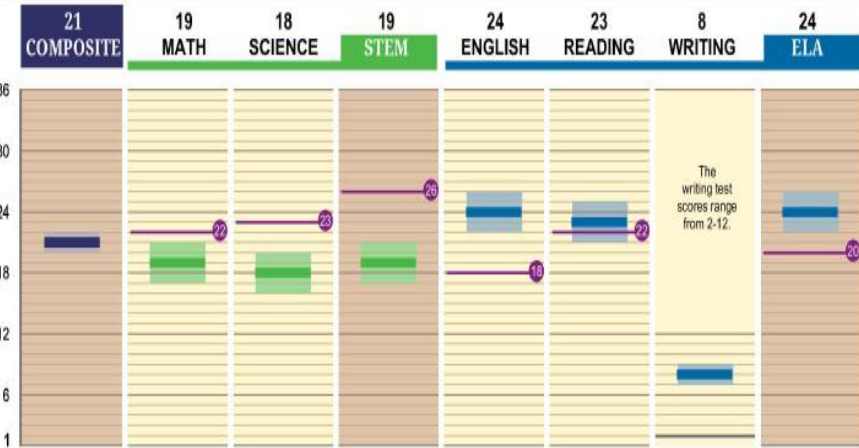 21 19 18 19 24 23 8 24
COMPOSITE MATH SCIENCE STEM ENGLISH READING WRITING ELA
36
30
24
18
12
6
1
22
23
26
18
22
The
writing test
scores range
from 2-12.
20